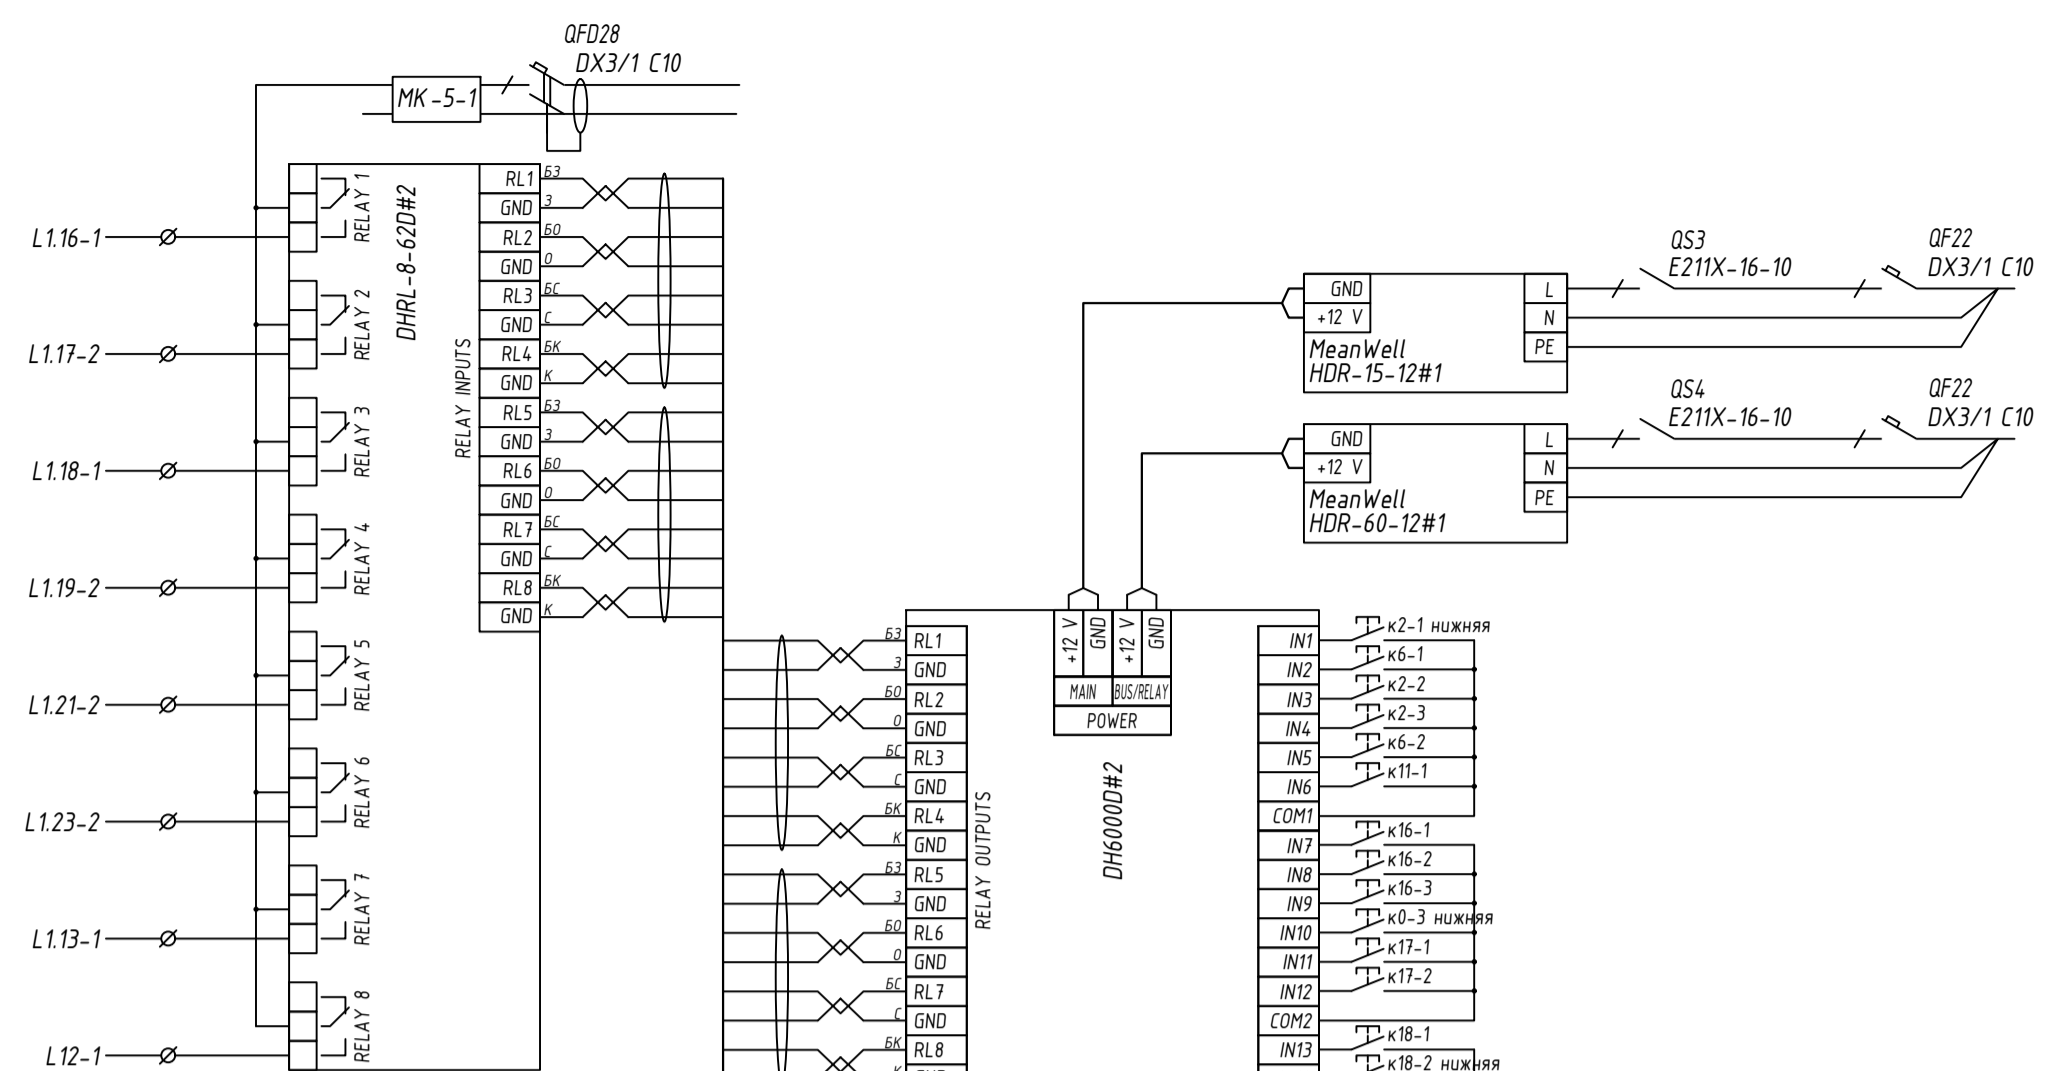 QFD28
DX3/1 C10
МК-5-1
L1.16-1
L1.17-2
L1.18-1
L1.19-2
L1.21-2
L1.23-2
L1.13-1
L12-1
RELAY 1
RELAY 2
RELAY 3
RELAY 4
RELAY 5
RELAY 6
RELAY 7
RELAY 8
DHRL-8-62D#2
RELAY INPUTS
RL1 БЗ
GND З
RL2 БО
GND О
RL3 БС
GND С
RL4 БК
GND К
RL5 БЗ
GND З
RL6 БО
GND О
RL7 БС
GND С
RL8 БК
GND К
QS3
E211X-16-10
QF22
DX3/1 C10
GND
+12 V
L
N
PE
MeanWell
HDR-15-12#1
QS4
E211X-16-10
QF22
DX3/1 C10
GND
+12 V
L
N
PE
MeanWell
HDR-60-12#1
+12 V
GND
+12 V
GND
MAIN
BUS/RELAY
POWER
DH6000D#2
RELAY OUTPUTS
БЗ RL1
З GND
БО RL2
О GND
БС RL3
С GND
БК RL4
К GND
БЗ RL5
З GND
БО RL6
О GND
БС RL7
С GND
БК RL8
IN1 к2-1 нижняя
IN2 к6-1
IN3 к2-2
IN4 к2-3
IN5 к6-2
IN6 к11-1
COM1
IN7 к16-1
IN8 к16-2
IN9 к16-3
IN10 к0-3 нижняя
IN11 к17-1
IN12 к17-2
COM2
IN13 к18-1
к18-2 нижняя